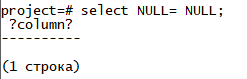 project=# select NULL= NULL;
?column?
----------

(1 строка)